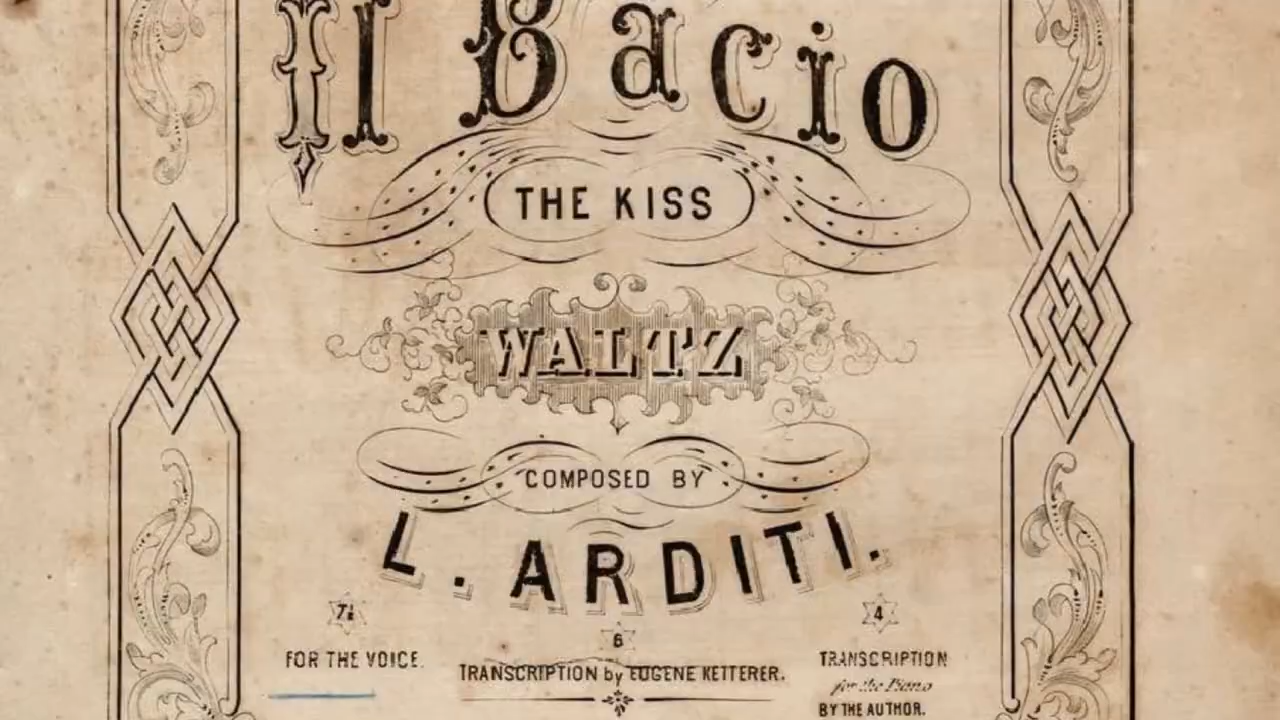 Il Bacio
THE KISS
WALTZ
COMPOSED BY
L. ARDITI.
7½ 6 4
FOR THE VOICE.
TRANSCRIPTION by EUGENE KETTERER.
TRANSCRIPTION
for the Piano
BY THE AUTHOR.